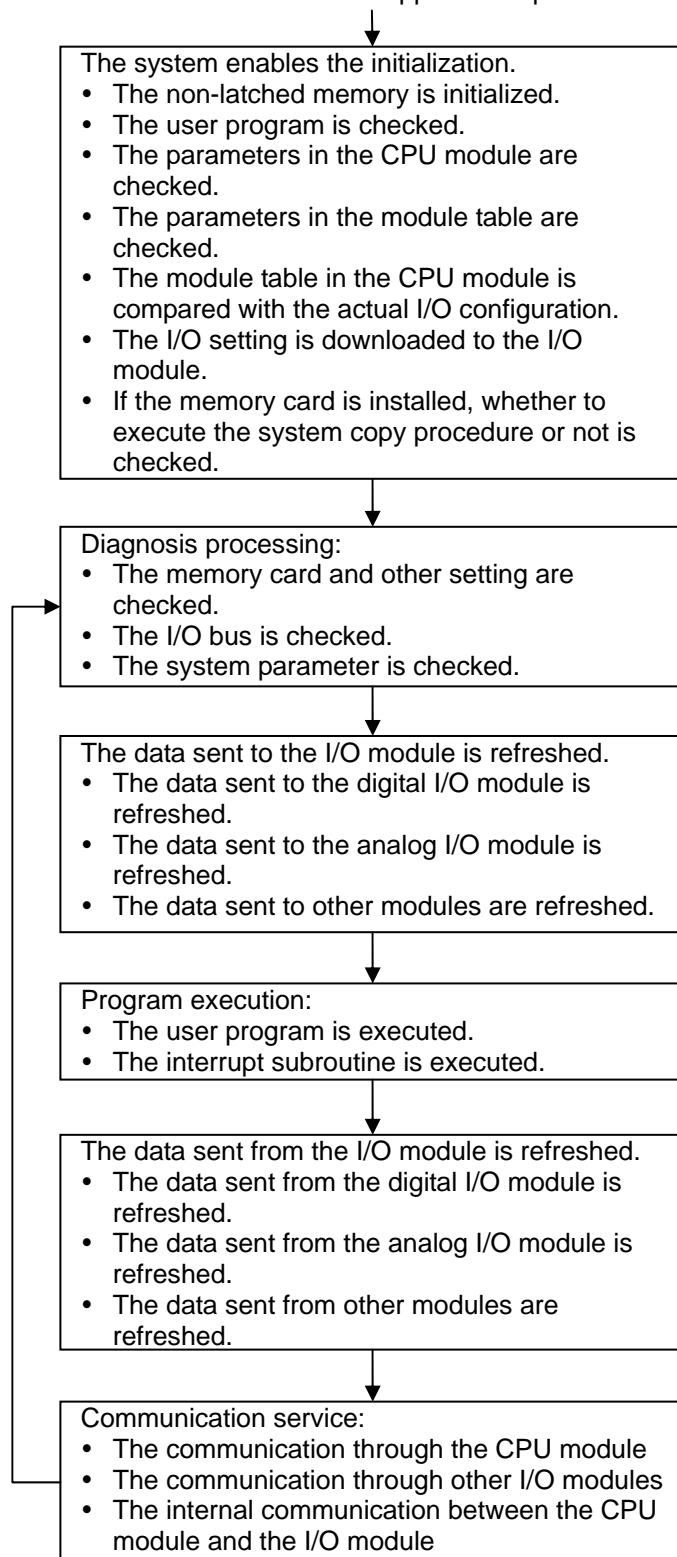 The system enables the initialization.
• The non-latched memory is initialized.
• The user program is checked.
• The parameters in the CPU module are
checked.
• The parameters in the module table are
checked.
• The module table in the CPU module is
compared with the actual I/O configuration.
• The I/O setting is downloaded to the I/O
module.
• If the memory card is installed, whether to
execute the system copy procedure or not is
checked.
Diagnosis processing:
• The memory card and other setting are
checked.
• The I/O bus is checked.
• The system parameter is checked.
The data sent to the I/O module is refreshed.
• The data sent to the digital I/O module is
refreshed.
• The data sent to the analog I/O module is
refreshed.
• The data sent to other modules are refreshed.
Program execution:
• The user program is executed.
• The interrupt subroutine is executed.
The data sent from the I/O module is refreshed.
• The data sent from the digital I/O module is
refreshed.
• The data sent from the analog I/O module is
refreshed.
• The data sent from other modules are
refreshed.
Communication service:
• The communication through the CPU module
• The communication through other I/O modules
• The internal communication between the CPU
module and the I/O module